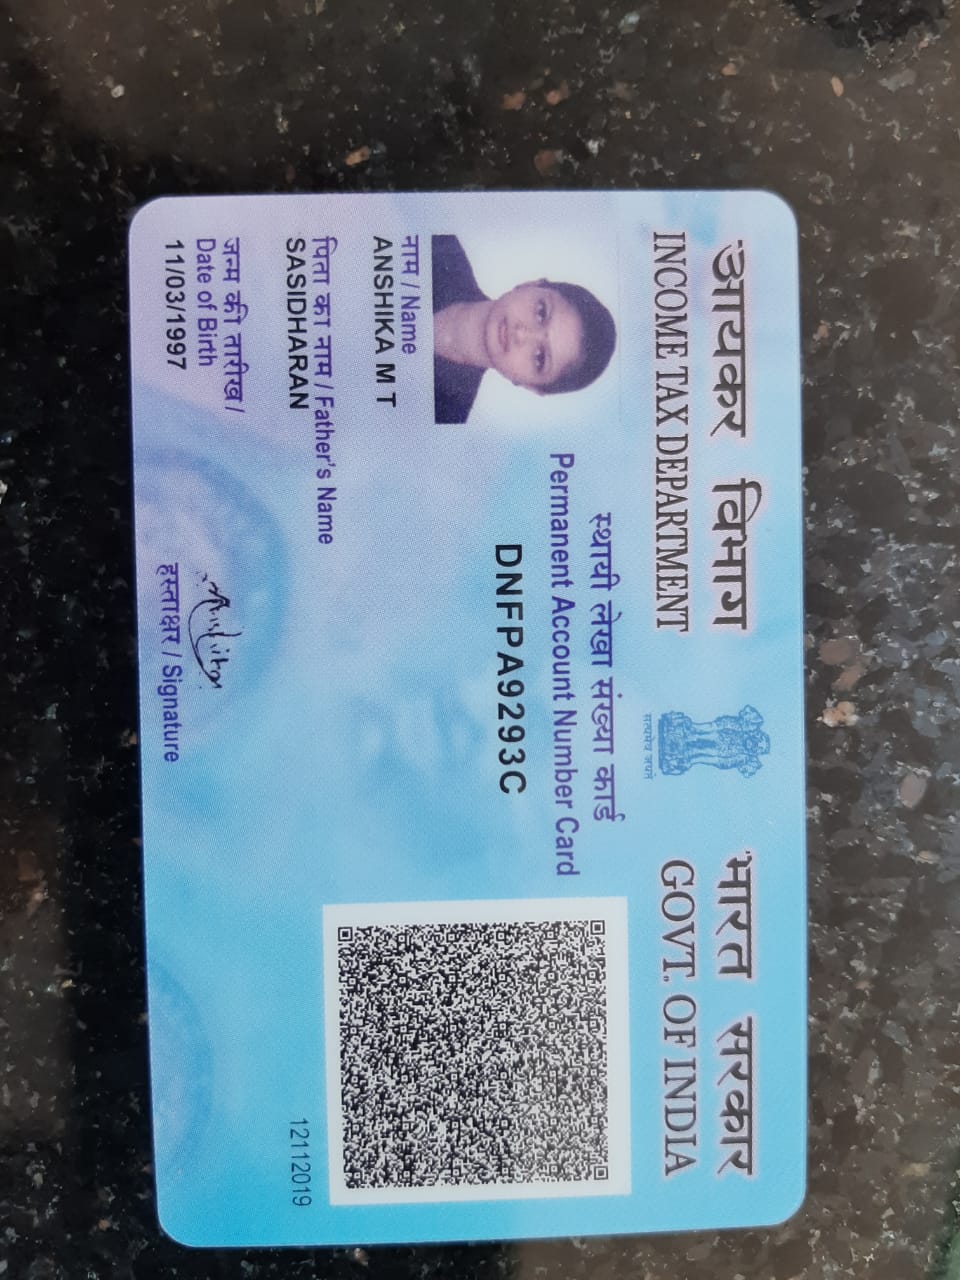 आयकर विभाग
INCOME TAX DEPARTMENT
सत्यमेव जयते
भारत सरकार
GOVT. OF INDIA
स्थायी लेखा संख्या कार्ड
Permanent Account Number Card
DNFPA9293C
नाम / Name
ANSHIKA M T
पिता का नाम / Father's Name
SASIDHARAN
जन्म की तारीख /
Date of Birth
11/03/1997
हस्ताक्षर / Signature
12112019